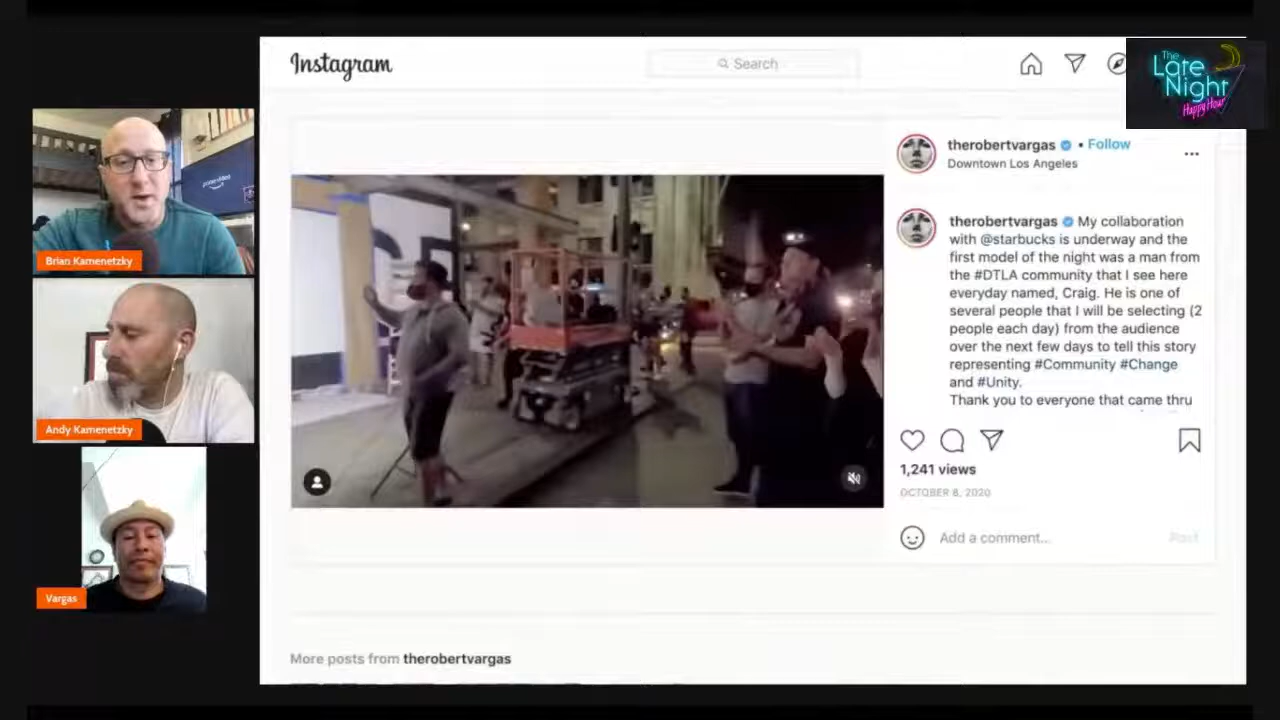 Instagram
Search
The
Late
Night
Happy Hour
prime video
Brian Kamenetzky
Andy Kamenetzky
Vargas
therobertvargas • Follow
Downtown Los Angeles
therobertvargas My collaboration
with @starbucks is underway and the
first model of the night was a man from
the #DTLA community that I see here
everyday named, Craig. He is one of
several people that I will be selecting (2
people each day) from the audience
over the next few days to tell this story
representing #Community #Change
and #Unity.
Thank you to everyone that came thru
1,241 views
OCTOBER 8, 2020
Add a comment...
Post
More posts from therobertvargas